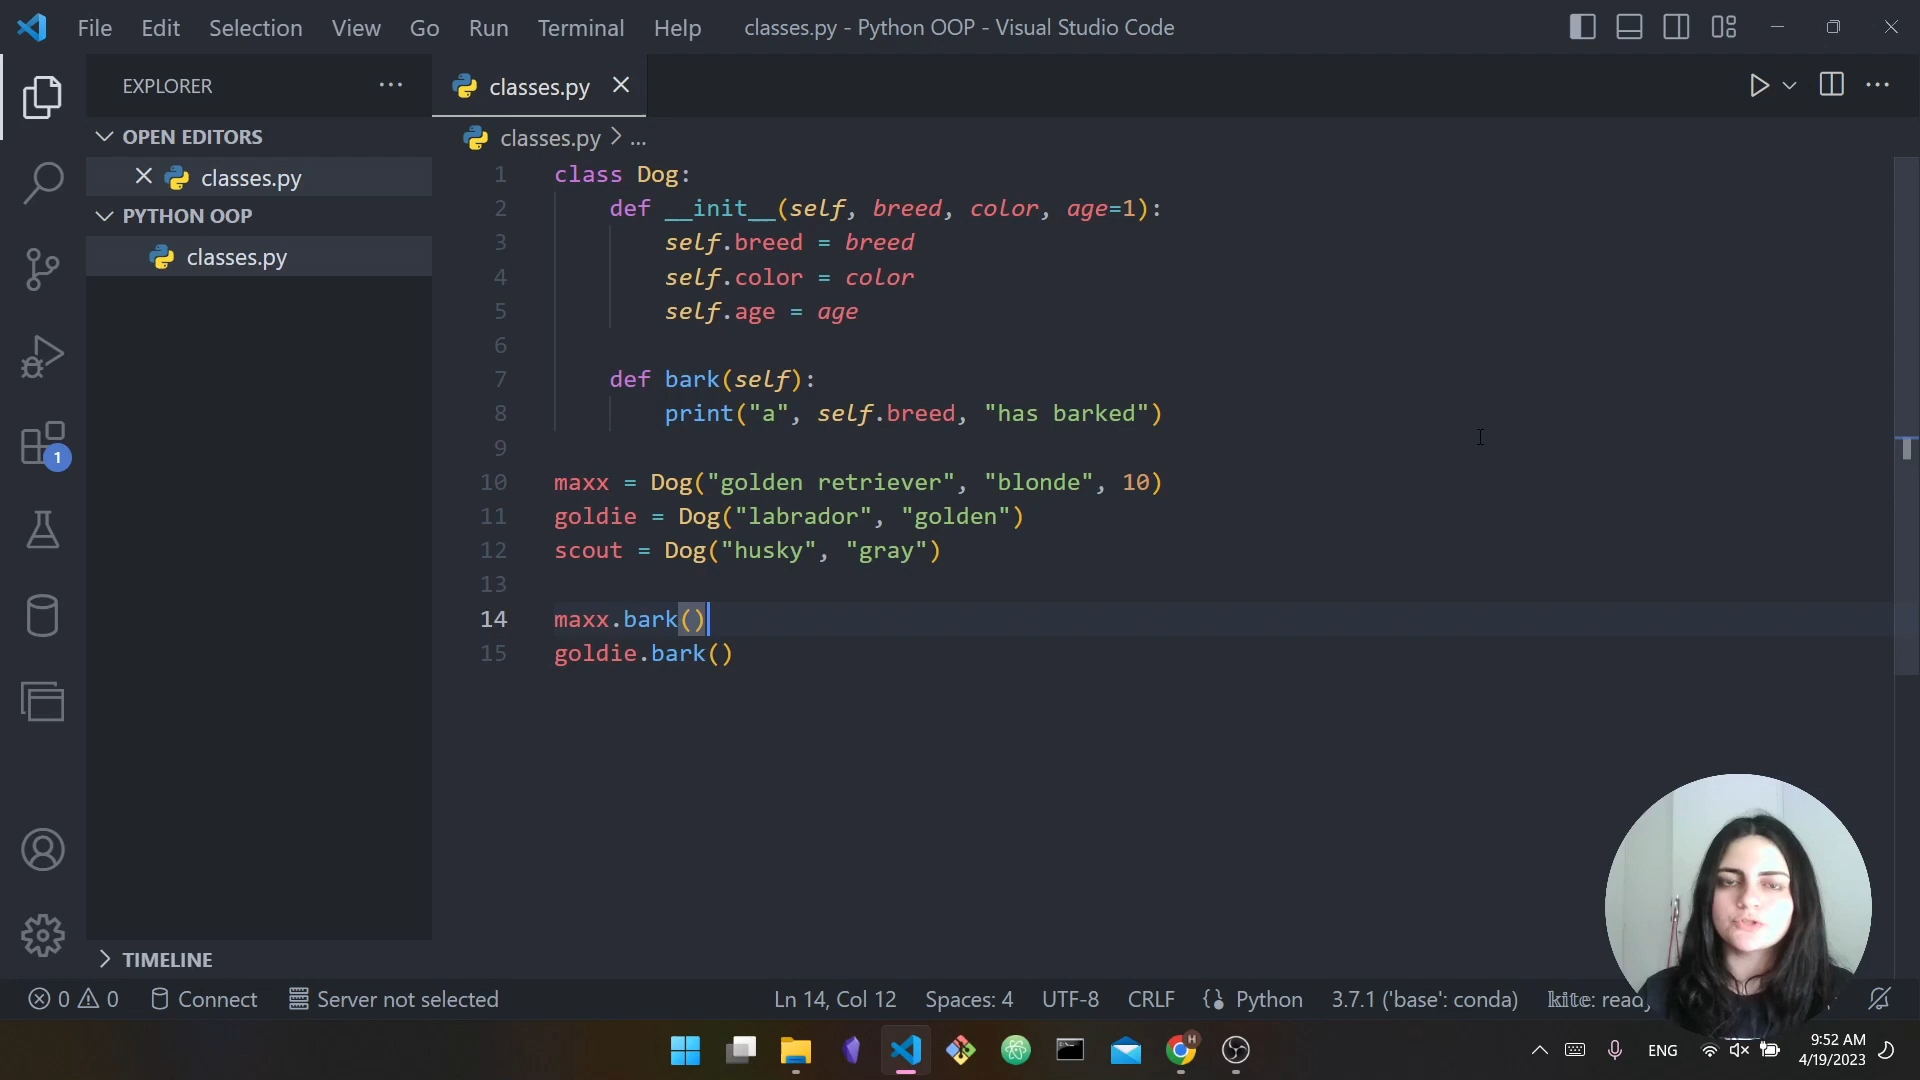 File Edit Selection View Go Run Terminal Help classes.py - Python OOP - Visual Studio Code
EXPLORER
classes.py
OPEN EDITORS
classes.py
PYTHON OOP
classes.py
classes.py > ...
1 class Dog:
2     def __init__(self, breed, color, age=1):
3         self.breed = breed
4         self.color = color
5         self.age = age
6
7     def bark(self):
8         print("a", self.breed, "has barked")
9
10 maxx = Dog("golden retriever", "blonde", 10)
11 goldie = Dog("labrador", "golden")
12 scout = Dog("husky", "gray")
13
14 maxx.bark()
15 goldie.bark()
1
TIMELINE
0 0 Connect Server not selected Ln 14, Col 12 Spaces: 4 UTF-8 CRLF Python 3.7.1 ('base': conda) kite:
H
ENG
9:52 AM
4/19/2023